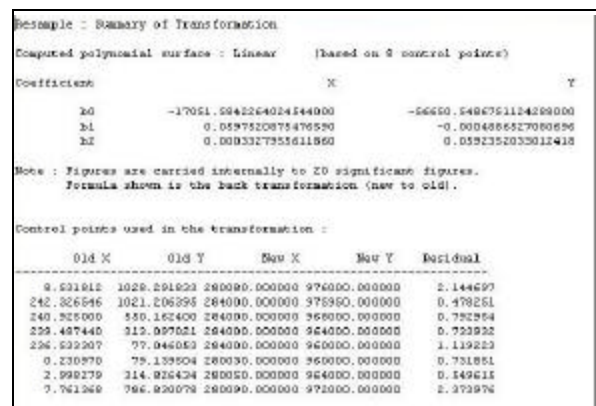 Resample : Summary of Transformation
Computed polynomial surface : Linear (based on 8 control points)
Coefficient X Y
b0 -17051.5842264024544000 -56650.5486751124288000
b1 0.0597520875476590 -0.0004886527080696
b2 0.0003327955611860 0.0592352033012418
Note : Figures are carried internally to 20 significant figures.
Formula shown is the back transformation (new to old).
Control points used in the transformation :
Old X Old Y New X New Y Residual
8.531812 1028.291833 280080.000000 976000.000000 2.144697
242.326546 1021.206395 284000.000000 975950.000000 0.478251
240.925000 550.162400 284000.000000 968000.000000 0.792954
239.487440 312.097021 284000.000000 964000.000000 0.733932
236.533307 77.046053 284000.000000 960000.000000 1.119223
0.230970 79.139504 280030.000000 960000.000000 0.731851
2.998279 314.826434 280050.000000 964000.000000 0.549615
7.761368 786.830078 280090.000000 972000.000000 2.373976